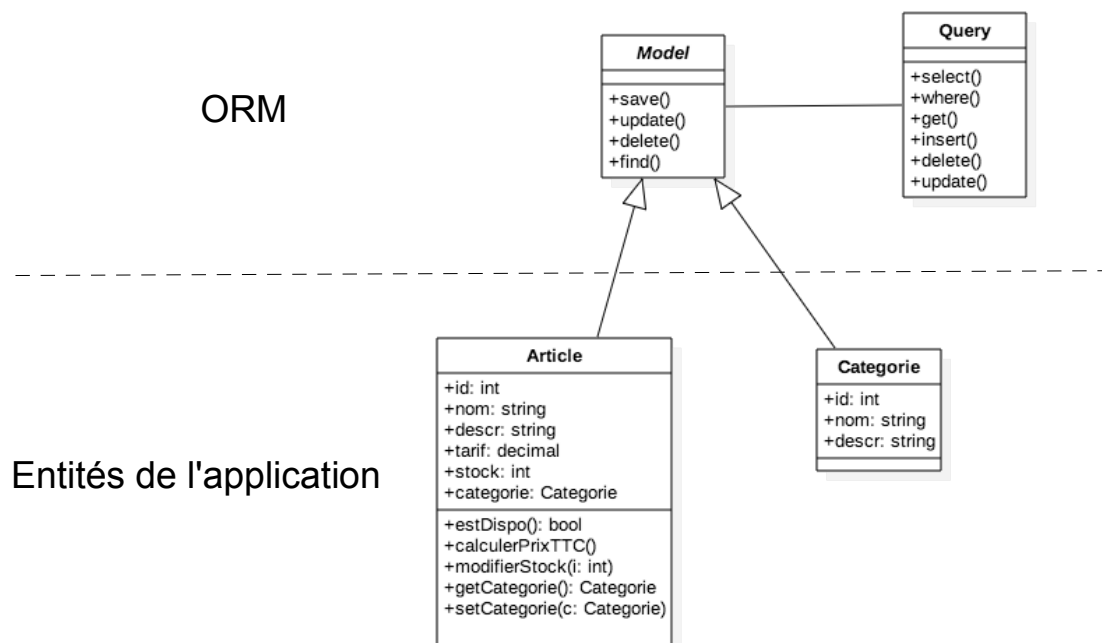 ORM
Model
+save()
+update()
+delete()
+find()
Query
+select()
+where()
+get()
+insert()
+delete()
+update()
Entités de l'application
Article
+id: int
+nom: string
+descr: string
+tarif: decimal
+stock: int
+categorie: Categorie
+estDispo(): bool
+calculerPrixTTC()
+modifierStock(i: int)
+getCategorie(): Categorie
+setCategorie(c: Categorie)
Categorie
+id: int
+nom: string
+descr: string